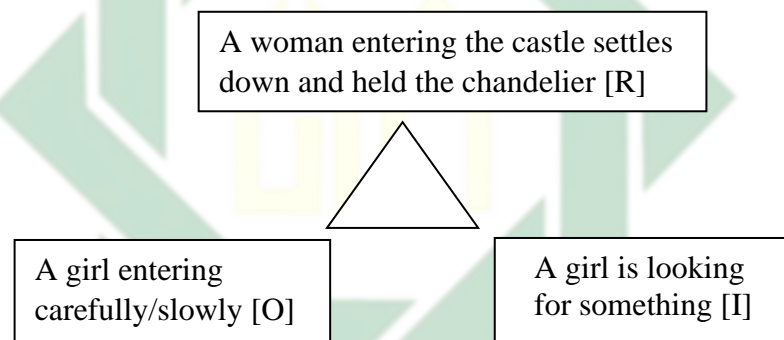 A woman entering the castle settles
down and held the chandelier [R]
A girl entering
carefully/slowly [O]
A girl is looking
for something [I]